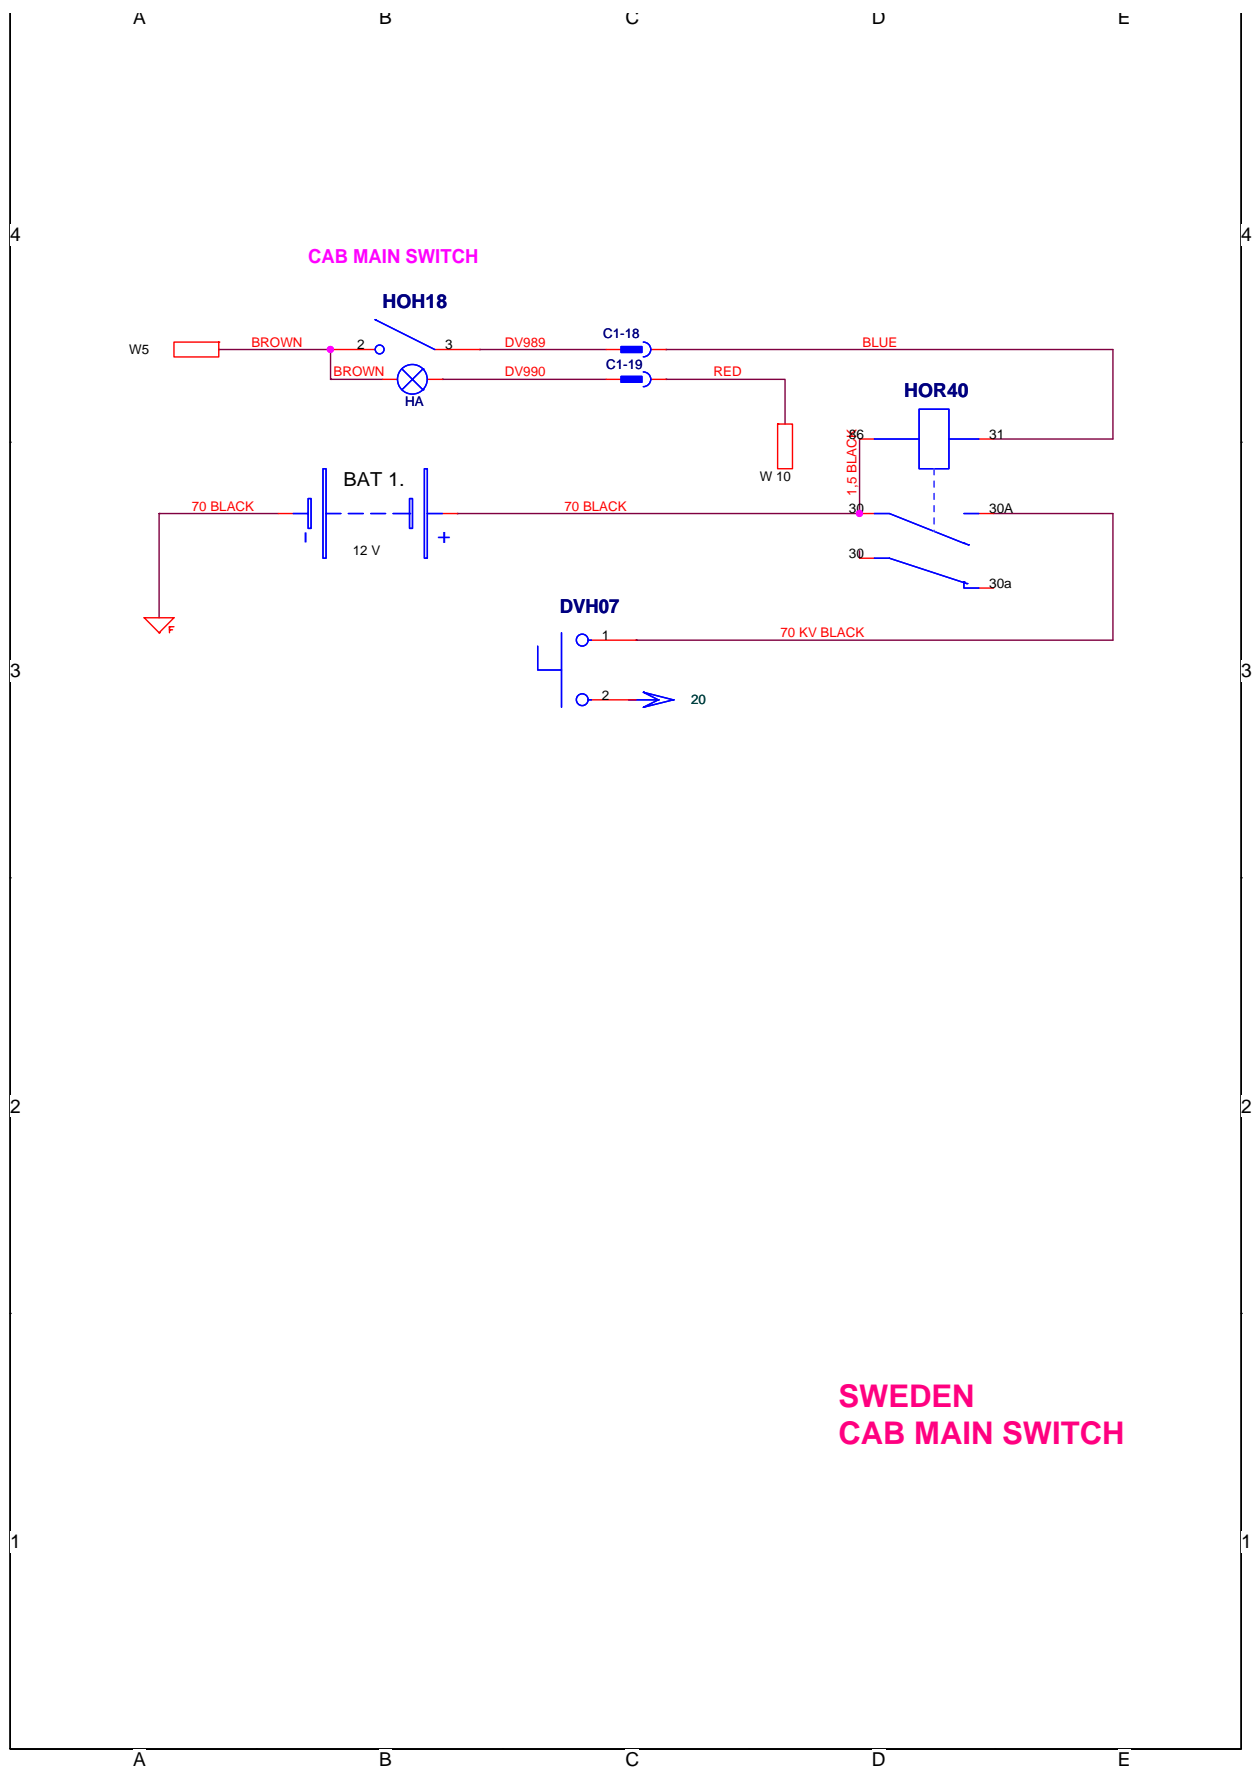 A B C D E
4 4
CAB MAIN SWITCH
HOH18
W5 BROWN 2 3 DV989 C1-18 BLUE
BROWN HA DV990 C1-19 RED
HOR40
86 31
W 10
1,5 BLACK
BAT 1.
70 BLACK 70 BLACK 30 30A
- 12 V +
30 30a
F
DVH07
1 70 KV BLACK
3 3
2 20
2 2
SWEDEN
CAB MAIN SWITCH
1 1
A B C D E